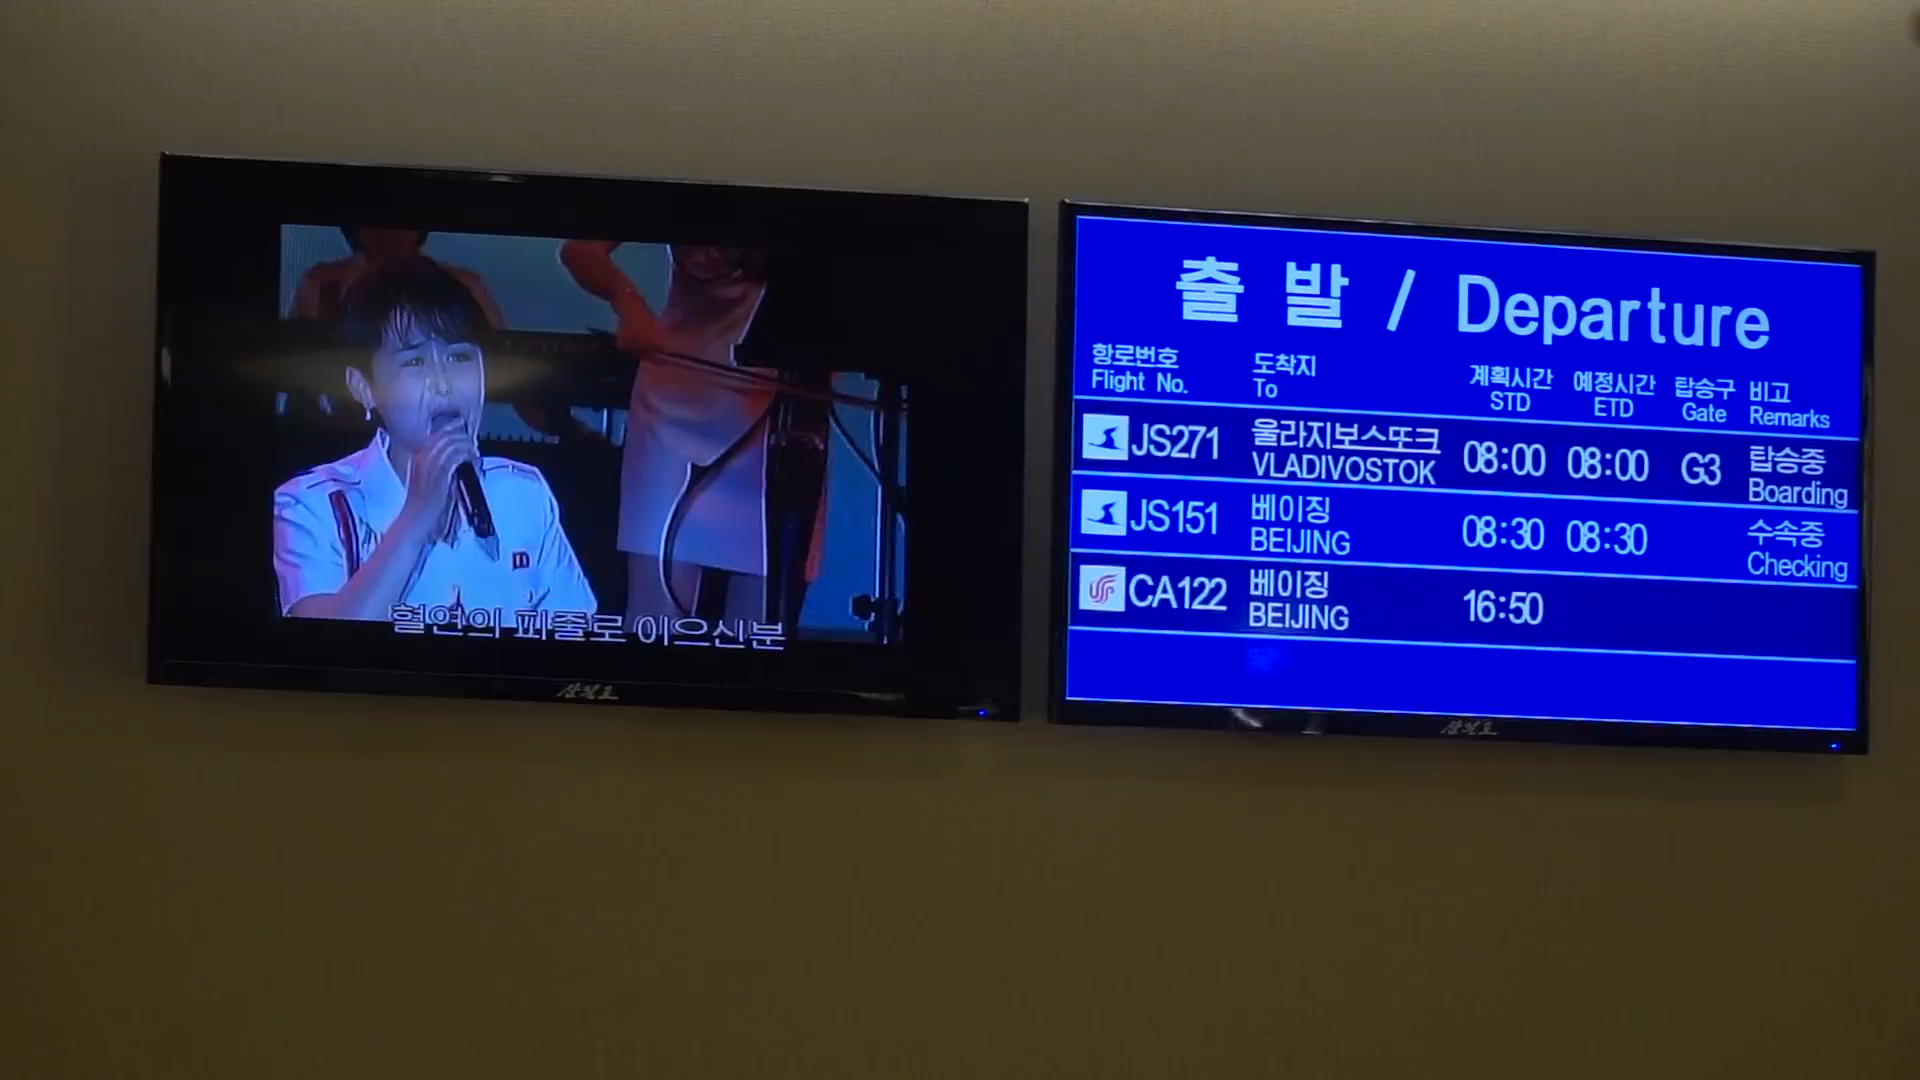 혈연의 피줄로 이으신분
삼진포
출 발 / Departure
항로번호 도착지 계획시간 예정시간 탑승구 비고
Flight No. To STD ETD Gate Remarks
JS271 울라지보스또크 08:00 08:00 G3 탑승중
VLADIVOSTOK Boarding
JS151 베이징 08:30 08:30 수속중
BEIJING Checking
CA122 베이징 16:50
BEIJING